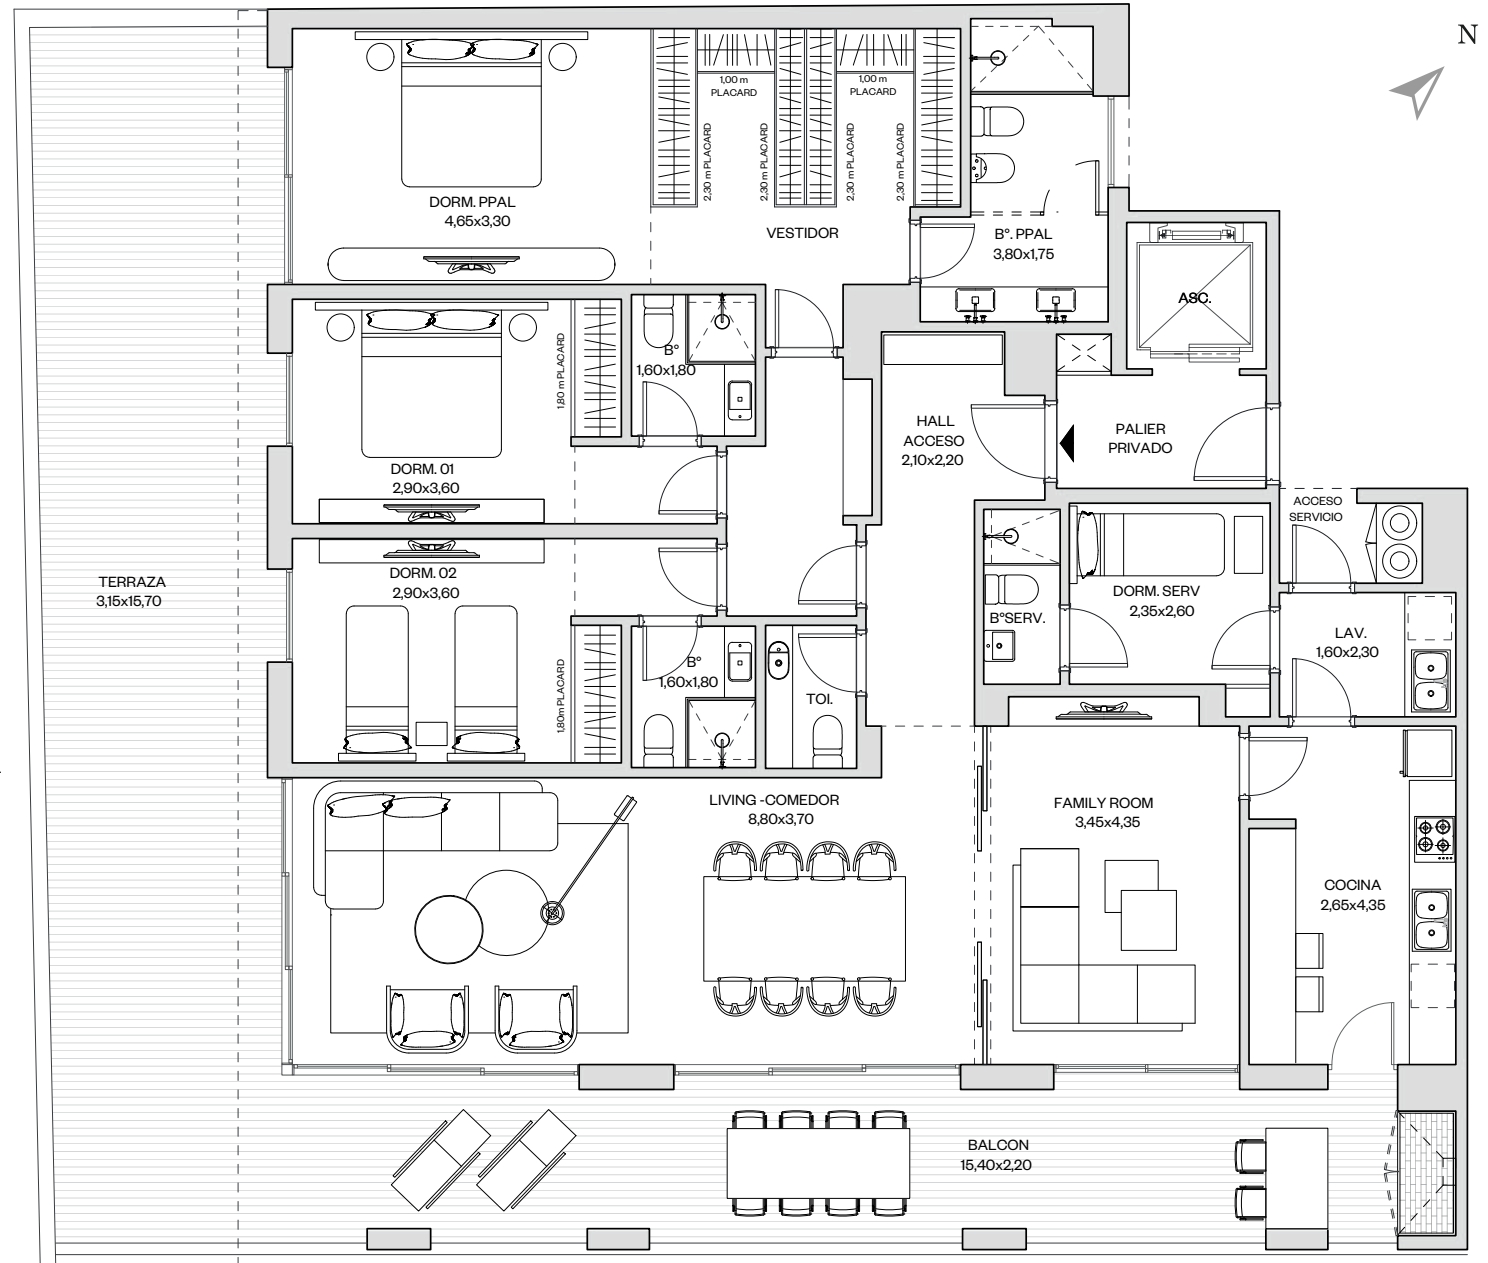 N
1,00 m
PLACARD
1,00 m
PLACARD
2,30 m PLACARD
2,30 m PLACARD
2,30 m PLACARD
2,30 m PLACARD
DORM. PPAL
4,65x3,30
VESTIDOR
B°. PPAL
3,80x1,75
ASC.
1,80 m PLACARD
B°
1,60x1,80
HALL
ACCESO
2,10x2,20
PALIER
PRIVADO
DORM. 01
2,90x3,60
ACCESO
SERVICIO
DORM. 02
2,90x3,60
TERRAZA
3,15x15,70
DORM. SERV
2,35x2,60
B°SERV.
LAV.
1,60x2,30
B°
1,60x1,80
1,80m PLACARD
TOI.
LIVING -COMEDOR
8,80x3,70
FAMILY ROOM
3,45x4,35
COCINA
2,65x4,35
BALCON
15,40x2,20